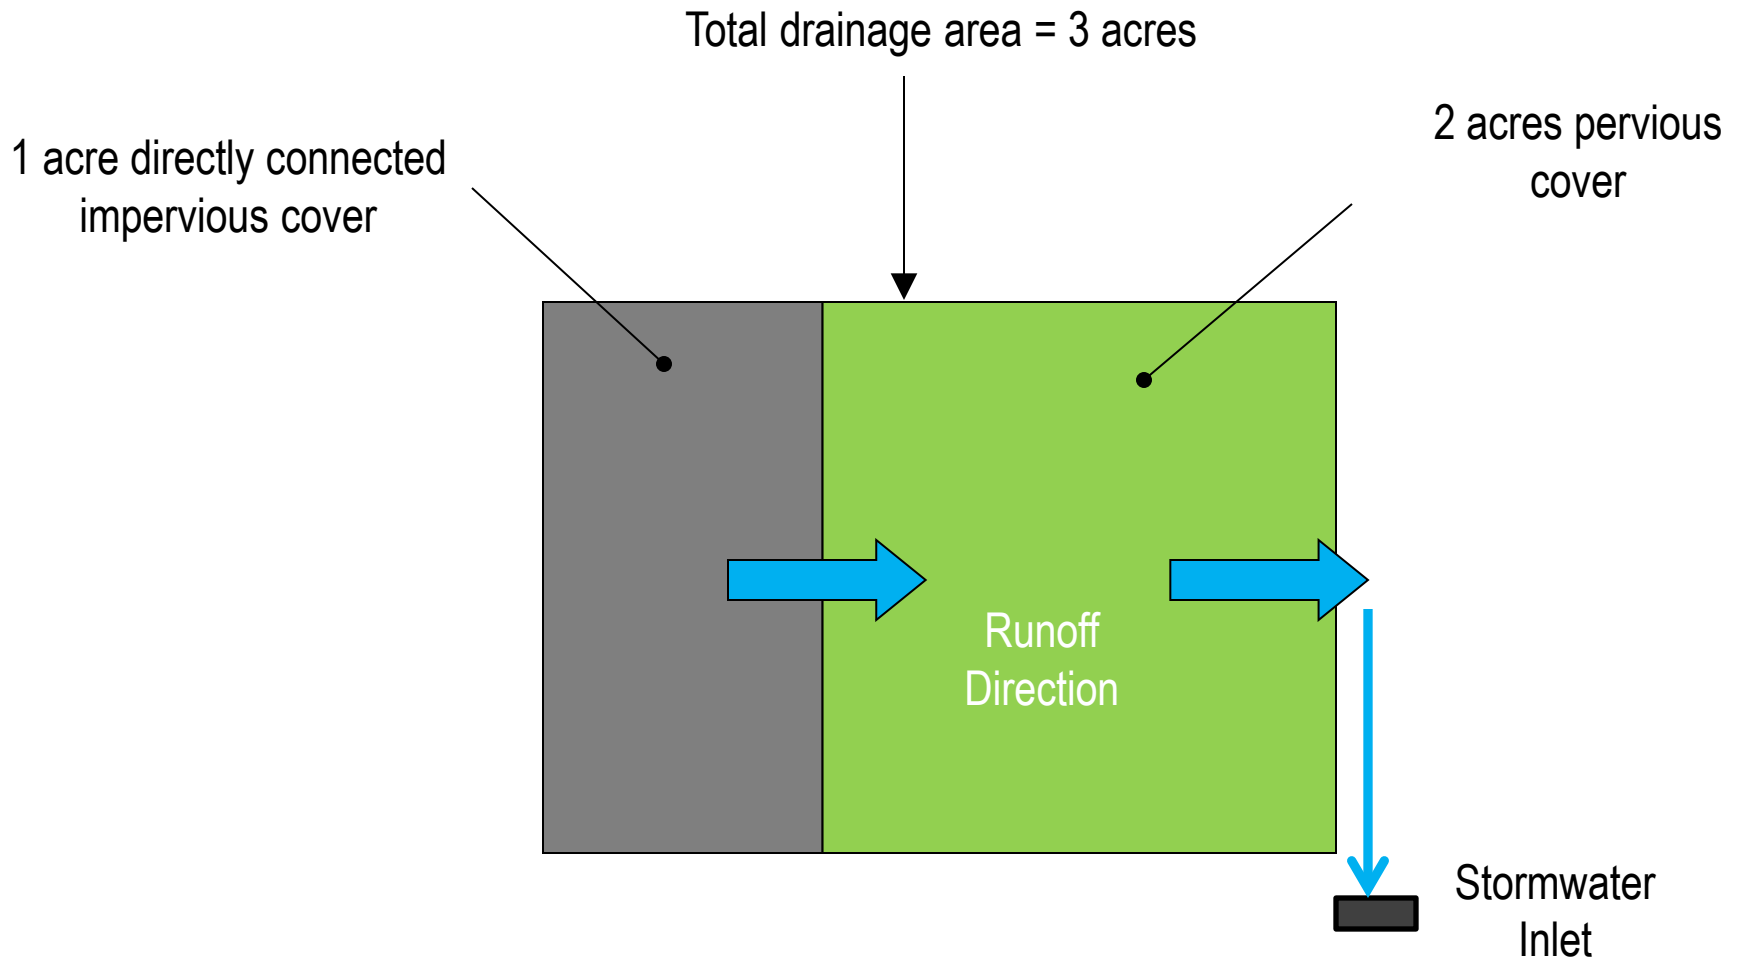 Total drainage area = 3 acres
1 acre directly connected
impervious cover
2 acres pervious
cover
Runoff
Direction
Stormwater
Inlet